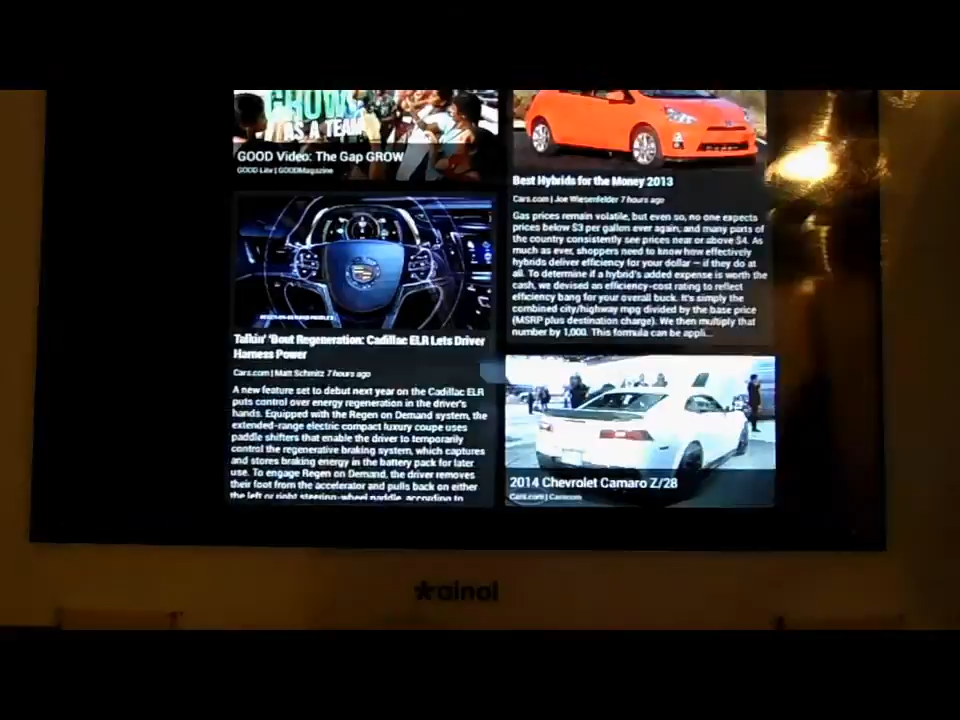 GROW
AS A TEAM
GOOD Video: The Gap GROW
GOOD Lite | GOODMagazine
Talkin' 'Bout Regeneration: Cadillac ELR Lets Driver
Harness Power
Cars.com | Matt Schmitz 7 hours ago
A new feature set to debut next year on the Cadillac ELR
puts control over energy regeneration in the driver's
hands. Equipped with the Regen on Demand system, the
extended-range electric compact luxury coupe uses
paddle shifters that enable the driver to temporarily
control the regenerative braking system, which captures
and stores braking energy in the battery pack for later
use. To engage Regen on Demand, the driver removes
their foot from the accelerator and pulls back on either
the left or right steering-wheel paddle, according to
Best Hybrids for the Money 2013
Cars.com | Joe Wiesenfelder 7 hours ago
Gas prices remain volatile, but even so, no one expects
prices below $3 per gallon ever again, and many parts of
the country consistently see prices near or above $4. As
much as ever, shoppers need to know how effectively
hybrids deliver efficiency for your dollar — if they do at
all. To determine if a hybrid's added expense is worth the
cash, we devised an efficiency-cost rating to reflect
efficiency bang for your overall buck. It's simply the
combined city/highway mpg divided by the base price
(MSRP plus destination charge). We then multiply that
number by 1,000. This formula can be appli...
2014 Chevrolet Camaro Z/28
Cars.com | Carscom
ainol